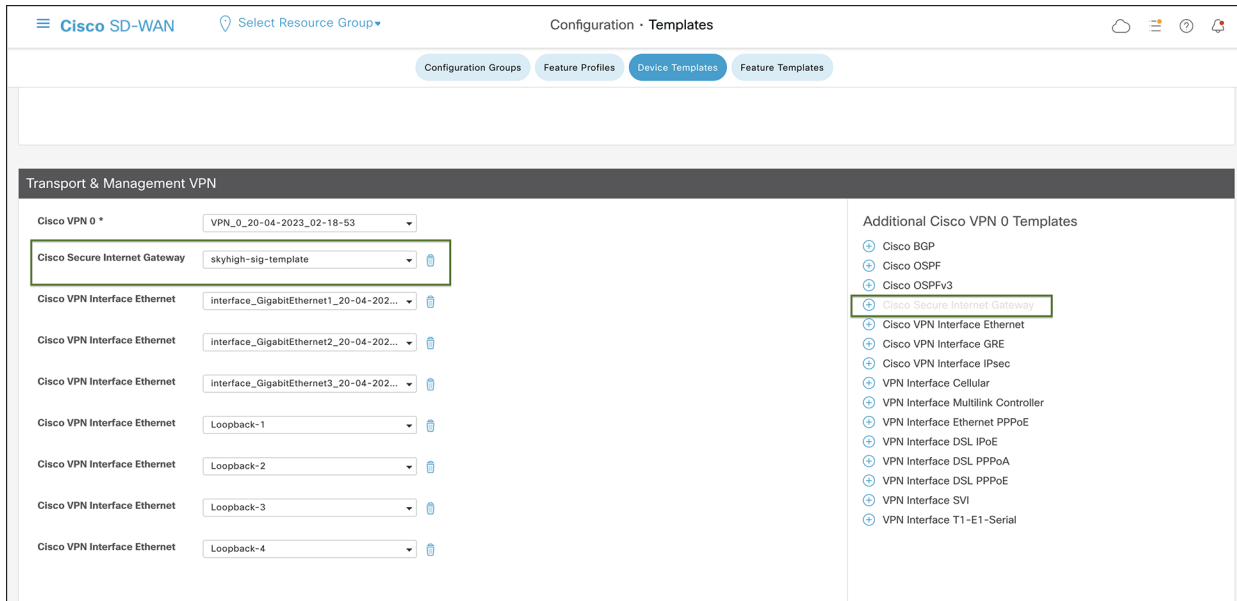 Cisco SD-WAN
Select Resource Group
Configuration · Templates
Configuration Groups
Feature Profiles
Device Templates
Feature Templates
Transport & Management VPN
Cisco VPN 0 *
VPN_0_20-04-2023_02-18-53
Cisco Secure Internet Gateway
skyhigh-sig-template
Cisco VPN Interface Ethernet
interface_GigabitEthernet1_20-04-202...
Cisco VPN Interface Ethernet
interface_GigabitEthernet2_20-04-202...
Cisco VPN Interface Ethernet
interface_GigabitEthernet3_20-04-202...
Cisco VPN Interface Ethernet
Loopback-1
Cisco VPN Interface Ethernet
Loopback-2
Cisco VPN Interface Ethernet
Loopback-3
Cisco VPN Interface Ethernet
Loopback-4
Additional Cisco VPN 0 Templates
Cisco BGP
Cisco OSPF
Cisco OSPFv3
Cisco Secure Internet Gateway
Cisco VPN Interface Ethernet
Cisco VPN Interface GRE
Cisco VPN Interface IPsec
VPN Interface Cellular
VPN Interface Multilink Controller
VPN Interface Ethernet PPPoE
VPN Interface DSL IPoE
VPN Interface DSL PPPoA
VPN Interface DSL PPPoE
VPN Interface SVI
VPN Interface T1-E1-Serial